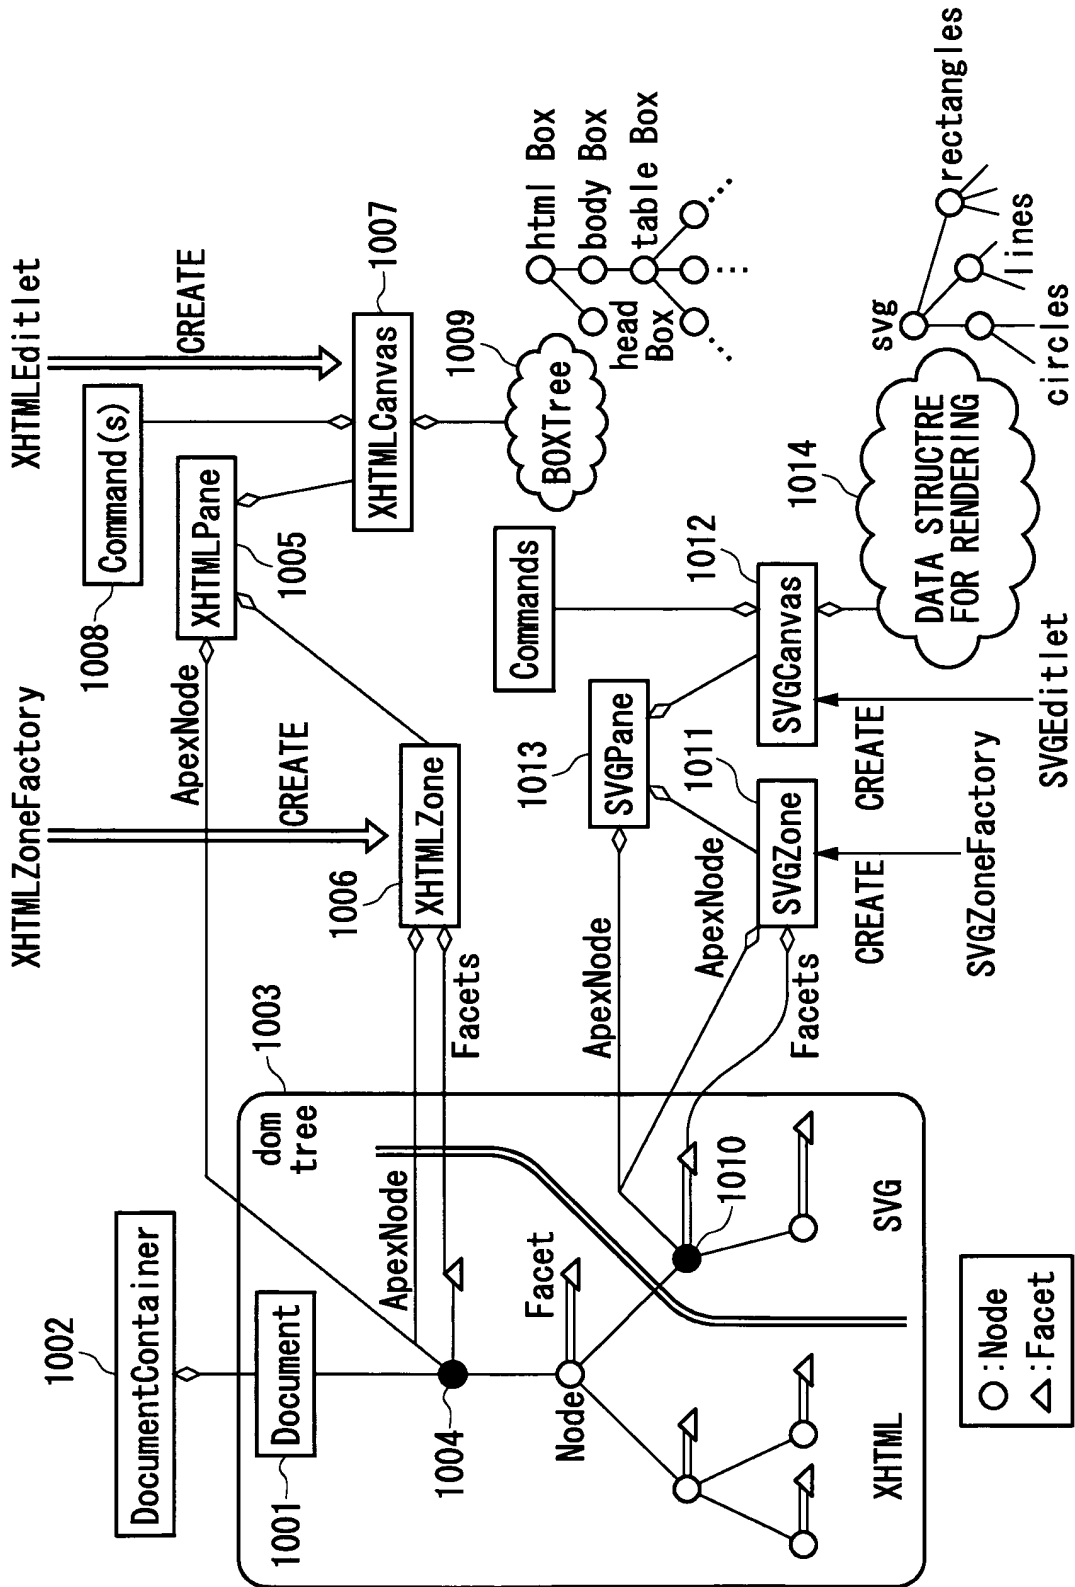 XHTMLZoneFactory
XHTMLEditlet
CREATE
CREATE
1002
DocumentContainer
1001
Document
dom
tree
1003
ApexNode
1008
Command(s)
XHTMLPane
1005
1007
XHTMLCanvas
1009
BOXTree
html Box
body Box
table Box
head
Box
1006
XHTMLZone
ApexNode
Facets
1004
Node
Facet
1010
XHTML
SVG
ApexNode
ApexNode
Facets
1013
SVGPane
Commands
1011
SVGZone
1012
SVGCanvas
1014
DATA STRUCTRE
FOR RENDERING
svg
rectangles
lines
circles
CREATE
CREATE
SVGZoneFactory
SVGEditlet
:Node
:Facet